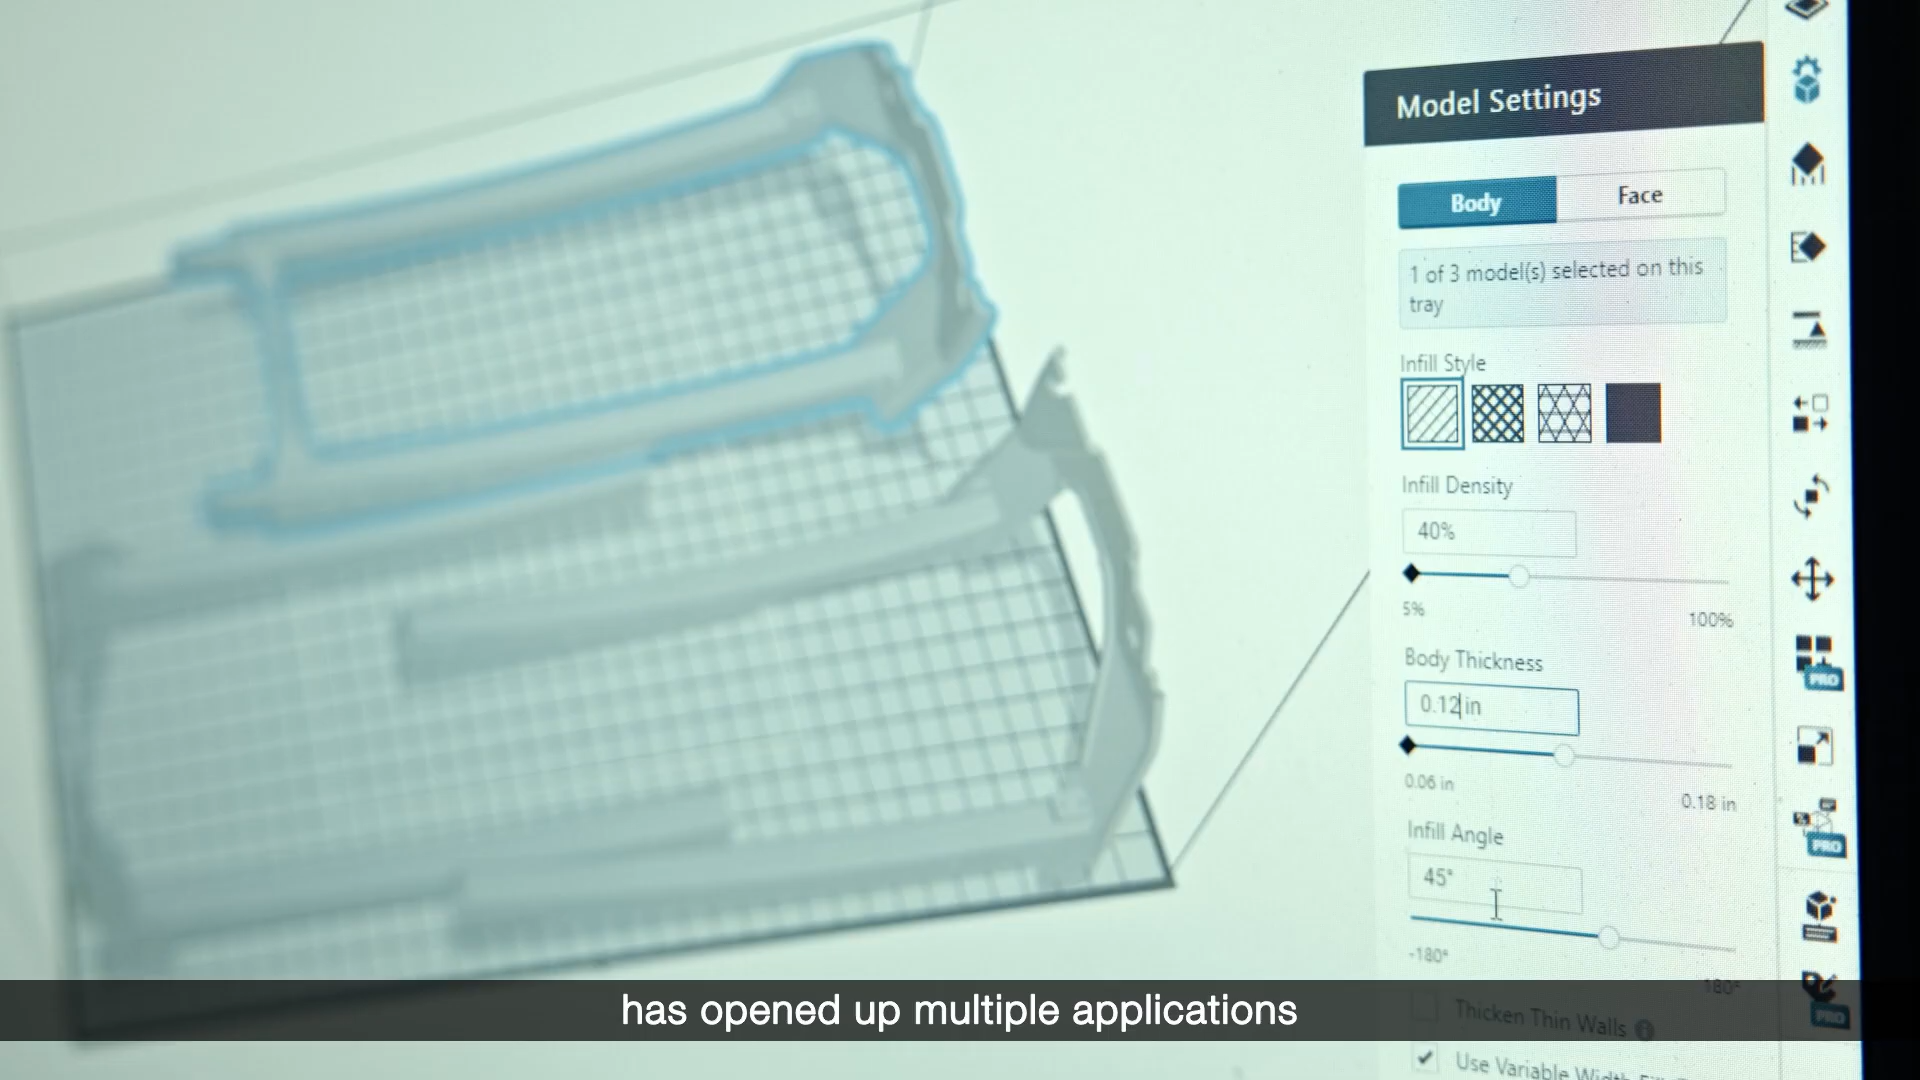 Model Settings
Body
Face
1 of 3 model(s) selected on this
tray
Infill Style
Infill Density
40%
5%
100%
Body Thickness
0.12 in
0.06 in
0.18 in
Infill Angle
45°
-180°
180°
Thicken Thin Walls
Use Variable Width
PRO
PRO
PRO
has opened up multiple applications